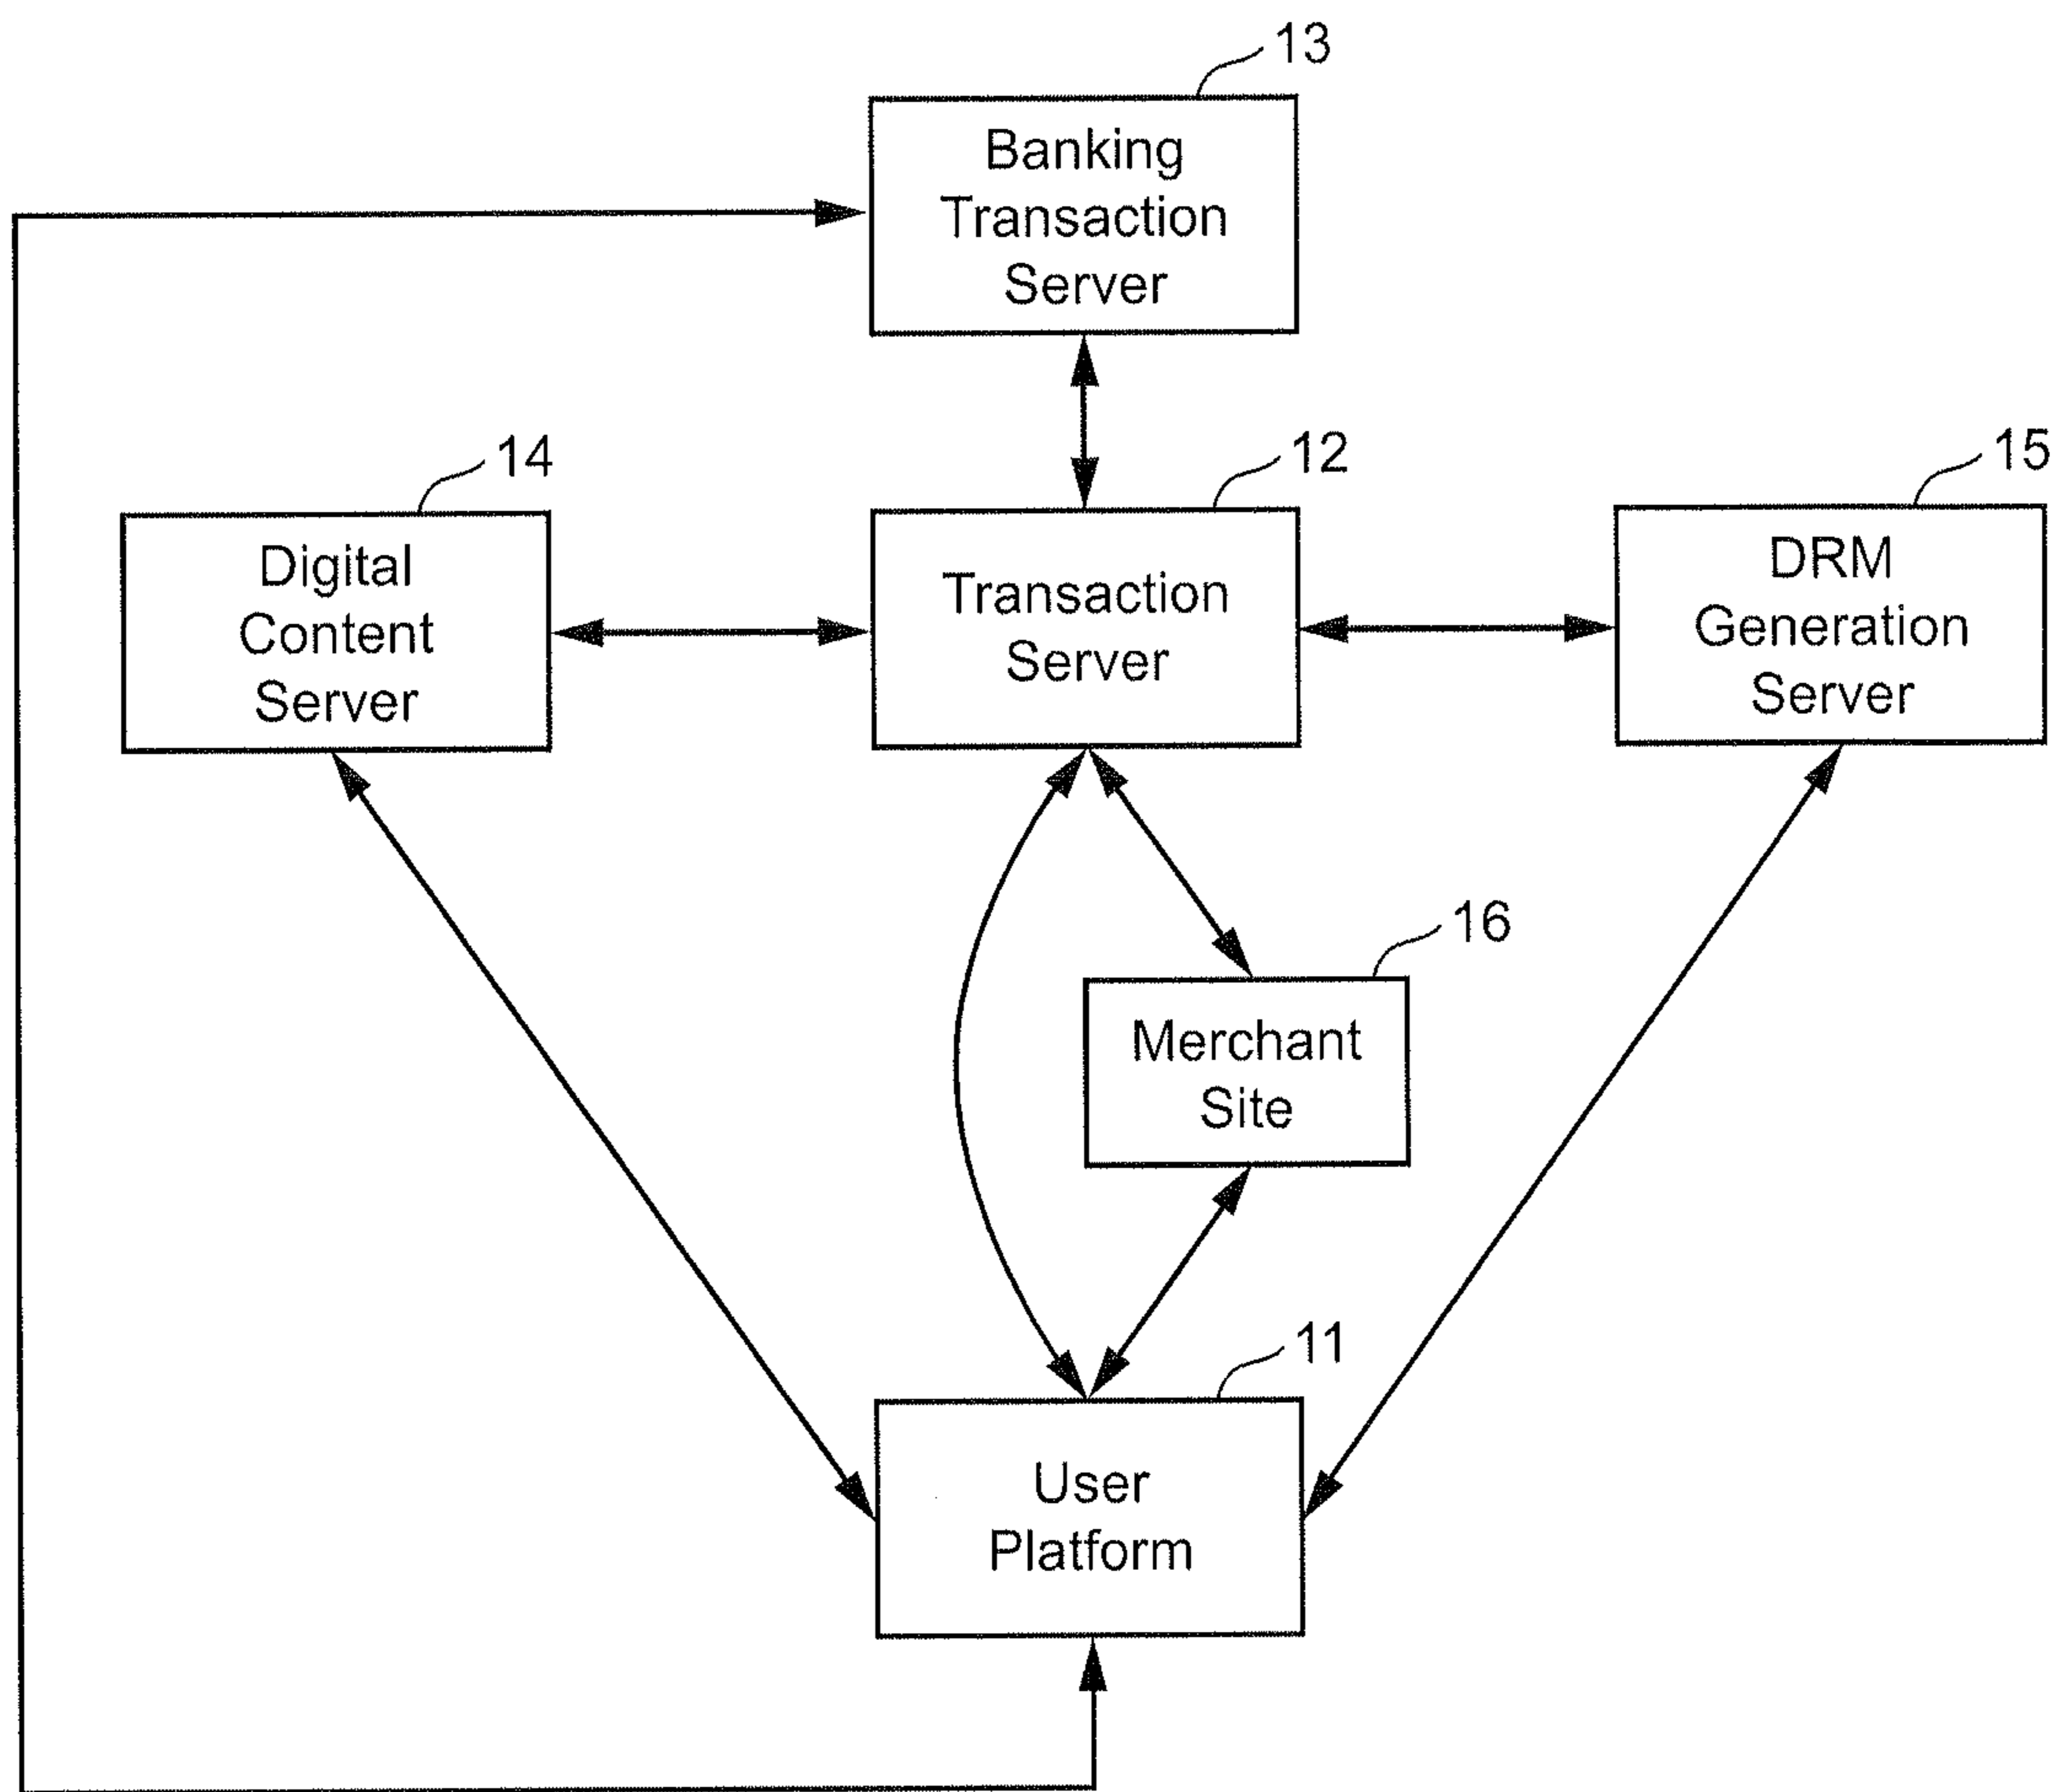 13
Banking
Transaction
Server
14
Digital
Content
Server
12
Transaction
Server
15
DRM
Generation
Server
16
Merchant
Site
11
User
Platform